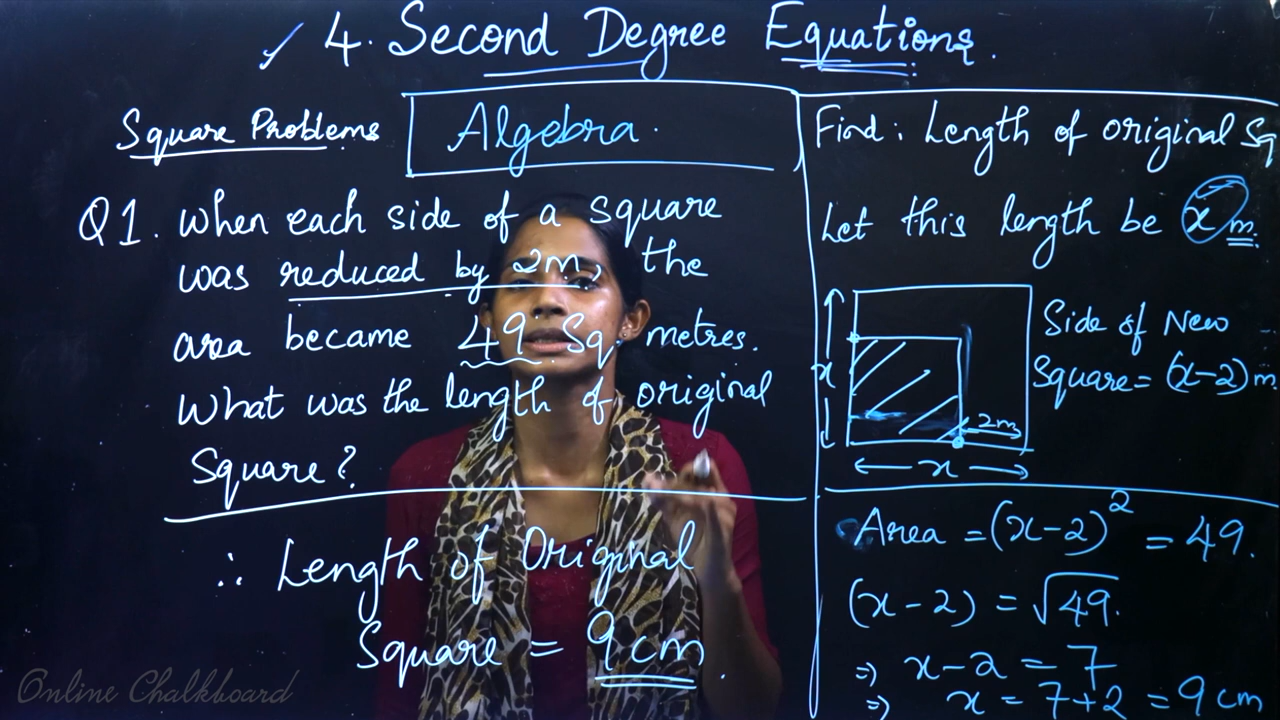 ✓ 4. Second Degree Equations.
Square Problems
Algebra.
Q1. When each side of a square
was reduced by 2m, the
area became 49 Sq. metres.
What was the length of original
Square?
∴ Length of Original
Square = 9 cm.
Find: Length of original Sq
Let this length be x m.
x
2m
x
Side of New
Square = (x-2) m
Area = (x-2)² = 49.
(x-2) = √49.
⇒ x-2 = 7
⇒ x = 7+2 = 9 cm
Online Chalkboard